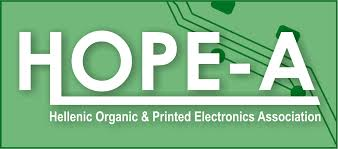 HOPE-A
Hellenic Organic & Printed Electronics Association